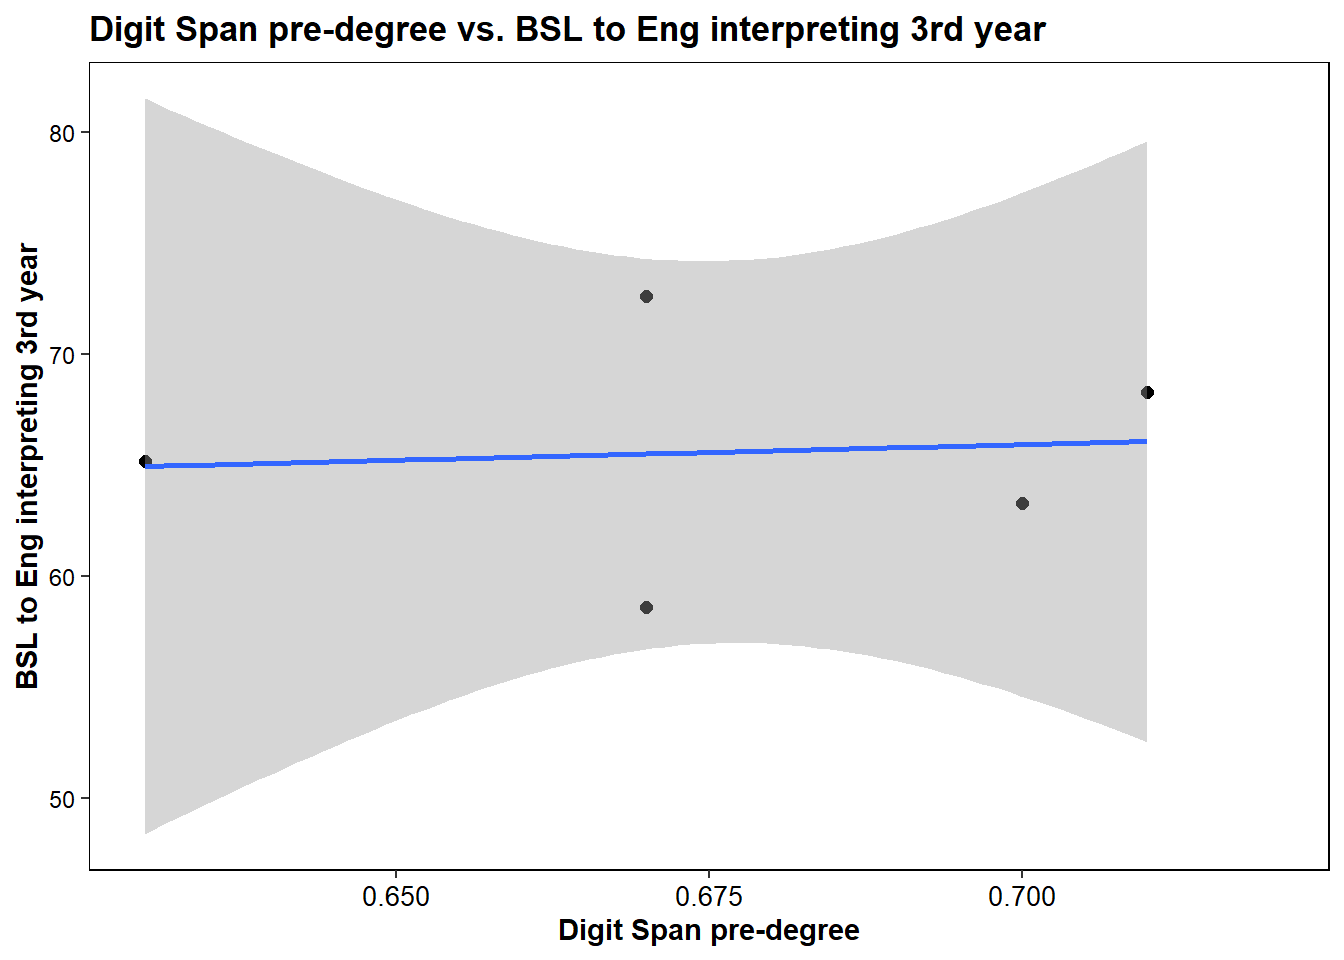 Digit Span pre-degree vs. BSL to Eng interpreting 3rd year
BSL to Eng interpreting 3rd year
80
70
60
50
0.650 0.675 0.700
Digit Span pre-degree